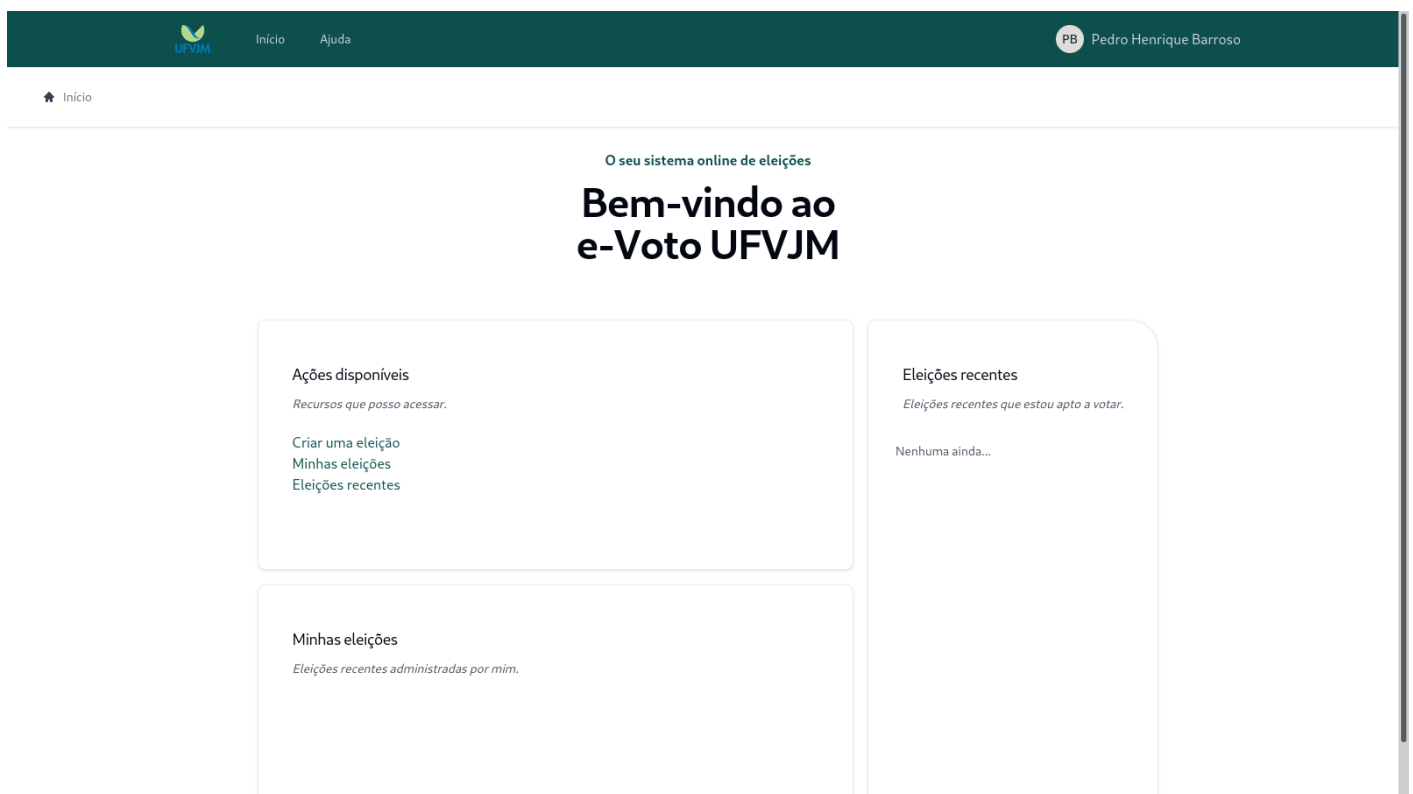 UFVJM
Início
Ajuda
PB
Pedro Henrique Barroso
Início
O seu sistema online de eleições
Bem-vindo ao
e-Voto UFVJM
Ações disponíveis
Recursos que posso acessar.
Criar uma eleição
Minhas eleições
Eleições recentes
Eleições recentes
Eleições recentes que estou apto a votar.
Nenhuma ainda...
Minhas eleições
Eleições recentes administradas por mim.